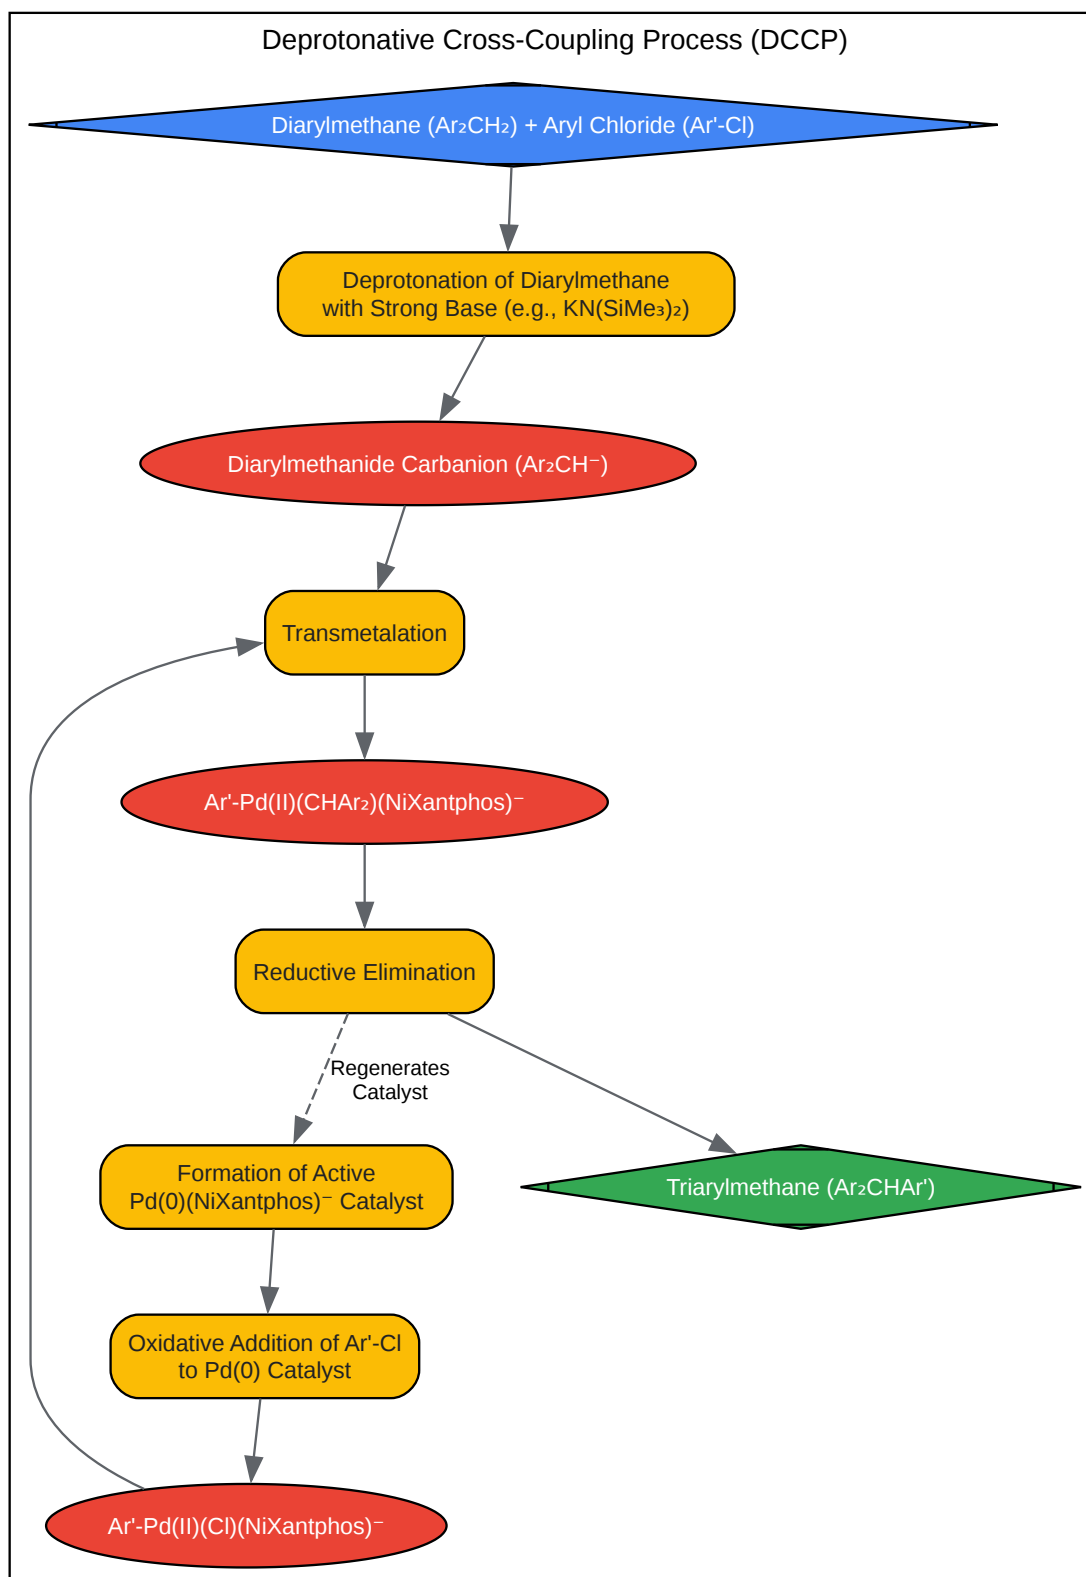 Deprotonative Cross-Coupling Process (DCCP)
Diarylmethane (Ar₂CH₂) + Aryl Chloride (Ar'-Cl)
Deprotonation of Diarylmethane
with Strong Base (e.g., KN(SiMe₃)₂)
Diarylmethanide Carbanion (Ar₂CH⁻)
Transmetalation
Ar'-Pd(II)(CHAr₂)(NiXantphos)⁻
Reductive Elimination
Regenerates
Catalyst
Formation of Active
Pd(0)(NiXantphos)⁻ Catalyst
Triarylmethane (Ar₂CHAr')
Oxidative Addition of Ar'-Cl
to Pd(0) Catalyst
Ar'-Pd(II)(Cl)(NiXantphos)⁻